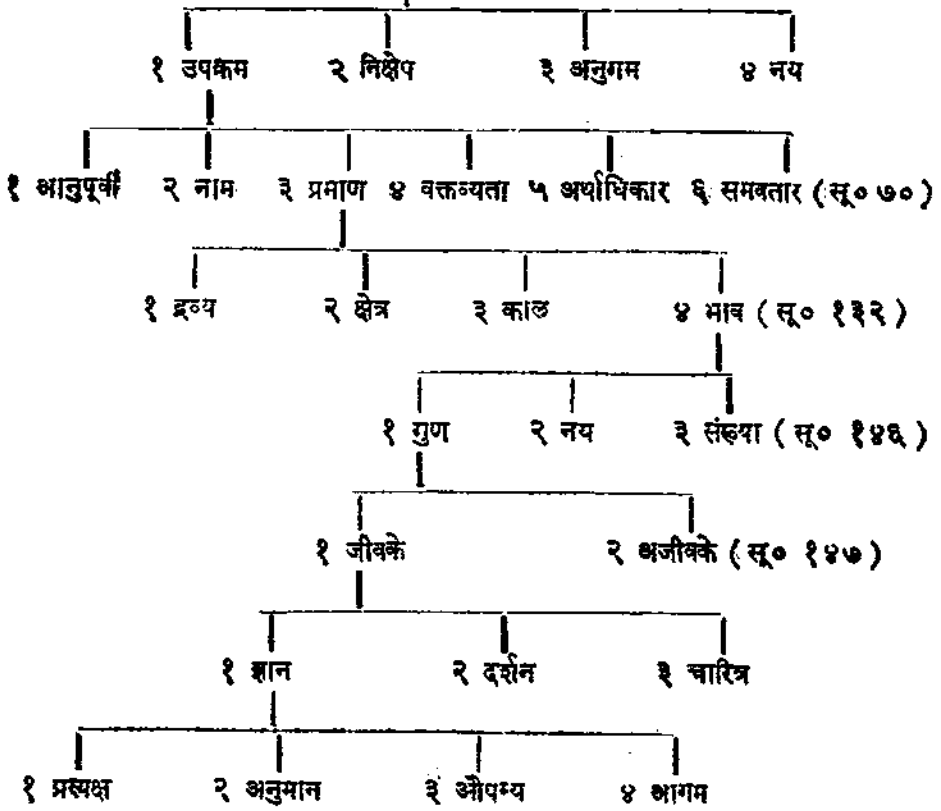 १ उपक्रम २ निक्षेप ३ अनुगम ४ नय
१ आनुपूर्वी २ नाम ३ प्रमाण ४ वक्तव्यता ५ अर्थाधिकार ६ समवतार (सू० ७०)
१ द्रव्य २ क्षेत्र ३ काल ४ भाव (सू० १३२)
१ गुण २ नय ३ संख्या (सू० १४६)
१ जीवके २ अजीवके (सू० १४७)
१ ज्ञान २ दर्शन ३ चारित्र
१ प्रत्यक्ष २ अनुमान ३ औपम्य ४ आगम